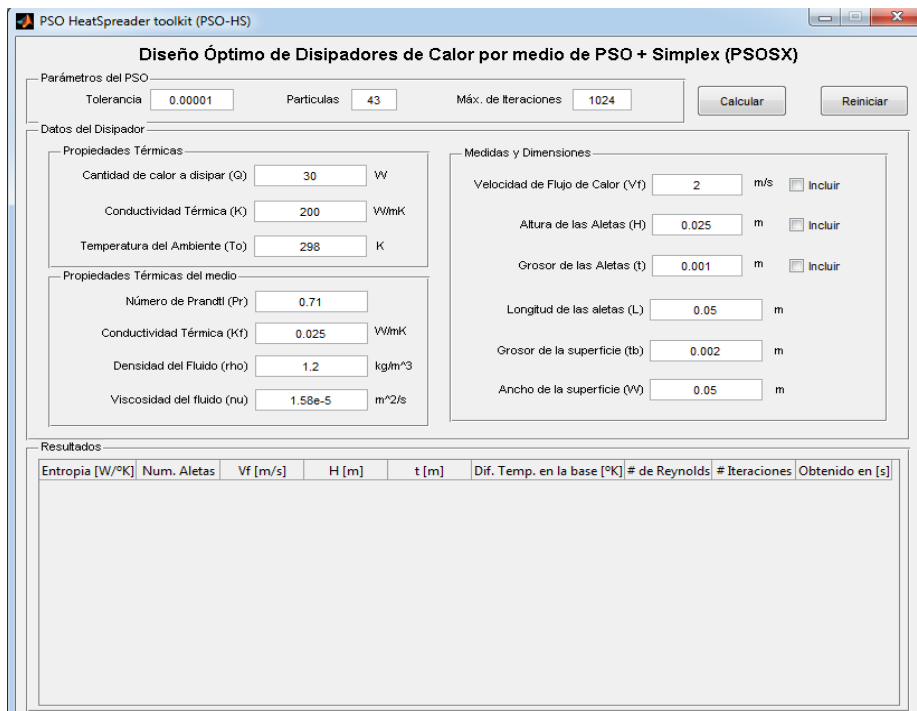 PSO HeatSpreader toolkit (PSO-HS)
Diseño Óptimo de Disipadores de Calor por medio de PSO + Simplex (PSOSX)
Parámetros del PSO
Tolerancia 0.00001 Particulas 43 Máx. de Iteraciones 1024 Calcular Reiniciar
Datos del Disipador
Propiedades Térmicas
Cantidad de calor a disipar (Q) 30 W
Conductividad Térmica (K) 200 W/mK
Temperatura del Ambiente (To) 298 K
Propiedades Térmicas del medio
Número de Prandtl (Pr) 0.71
Conductividad Térmica (Kf) 0.025 W/mK
Densidad del Fluido (rho) 1.2 kg/m^3
Viscosidad del fluido (nu) 1.58e-5 m^2/s
Medidas y Dimensiones
Velocidad de Flujo de Calor (Vf) 2 m/s Incluir
Altura de las Aletas (H) 0.025 m Incluir
Grosor de las Aletas (t) 0.001 m Incluir
Longitud de las aletas (L) 0.05 m
Grosor de la superficie (tb) 0.002 m
Ancho de la superficie (W) 0.05 m
Resultados
Entropia [W/ºK] Num. Aletas Vf [m/s] H [m] t [m] Dif. Temp. en la base [ºK] # de Reynolds # Iteraciones Obtenido en [s]